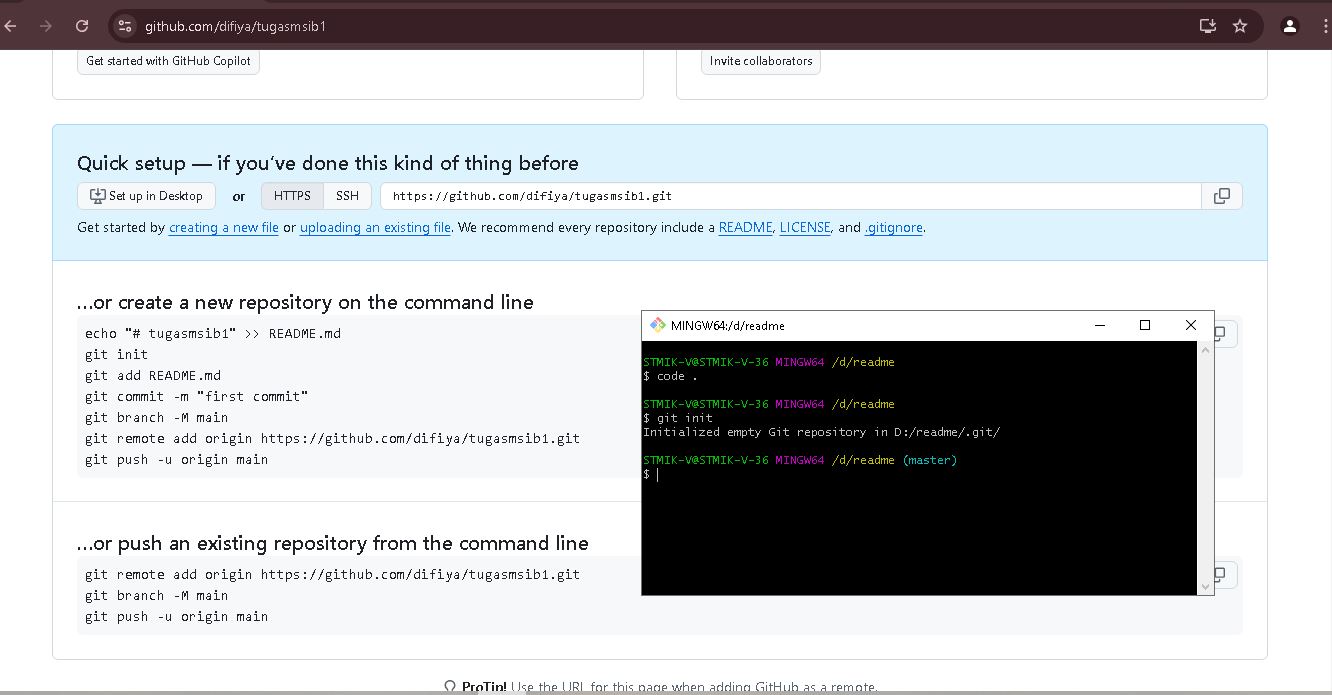 github.com/difiya/tugasmsib1
Get started with GitHub Copilot
Invite collaborators
Quick setup — if you've done this kind of thing before
Set up in Desktop or HTTPS SSH https://github.com/difiya/tugasmsib1.git
Get started by creating a new file or uploading an existing file. We recommend every repository include a README, LICENSE, and .gitignore.
...or create a new repository on the command line
echo "# tugasmsib1" >> README.md
git init
git add README.md
git commit -m "first commit"
git branch -M main
git remote add origin https://github.com/difiya/tugasmsib1.git
git push -u origin main
...or push an existing repository from the command line
git remote add origin https://github.com/difiya/tugasmsib1.git
git branch -M main
git push -u origin main
MINGW64:/d/readme
STMIK-V@STMIK-V-36 MINGW64 /d/readme
$ code .
STMIK-V@STMIK-V-36 MINGW64 /d/readme
$ git init
Initialized empty Git repository in D:/readme/.git/
STMIK-V@STMIK-V-36 MINGW64 /d/readme (master)
$
ProTip! Use the URL for this page when adding GitHub as a remote.